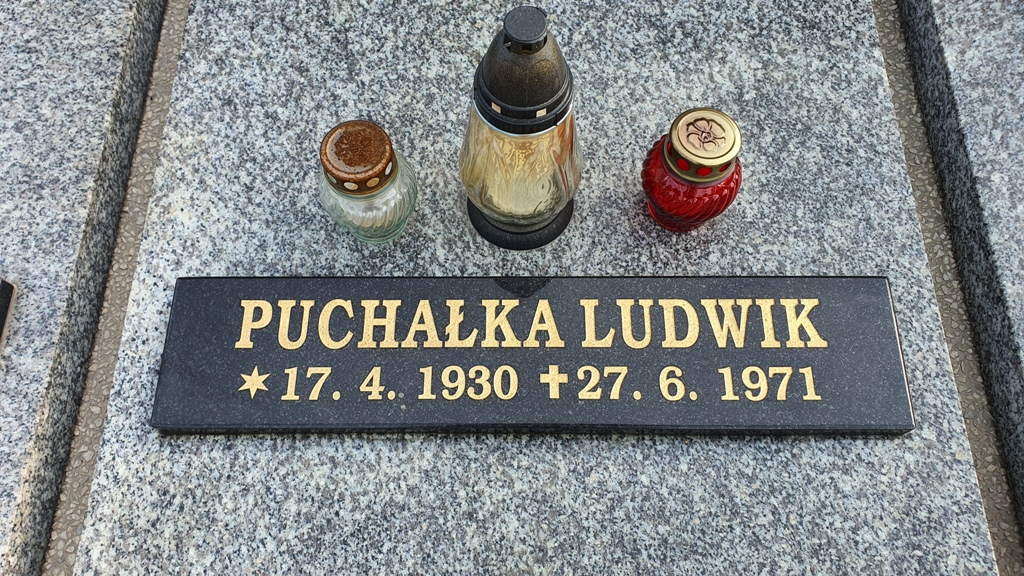 PUCHAŁKA LUDWIK
✶ 17. 4. 1930 ✝ 27. 6. 1971